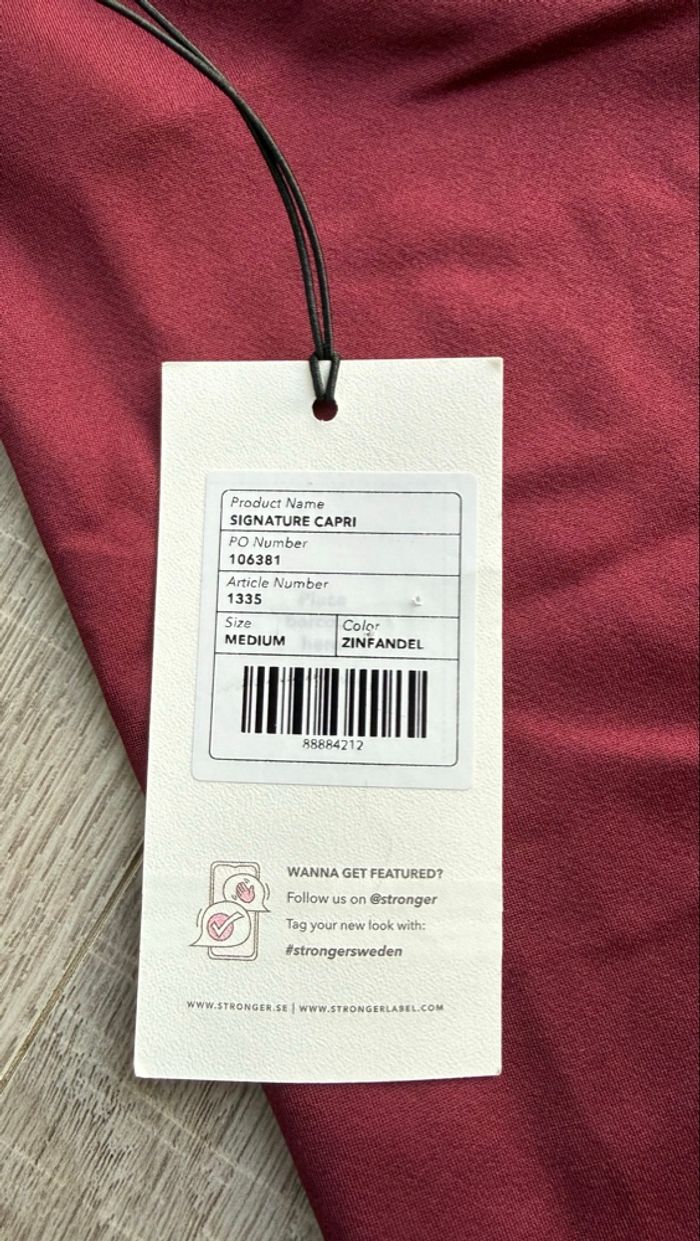 Product Name
SIGNATURE CAPRI
PO Number
106381
Article Number
1335
Size
MEDIUM
Color
ZINFANDEL
88884212
WANNA GET FEATURED?
Follow us on @stronger
Tag your new look with:
#strongersweden
WWW.STRONGER.SE | WWW.STRONGERLABEL.COM